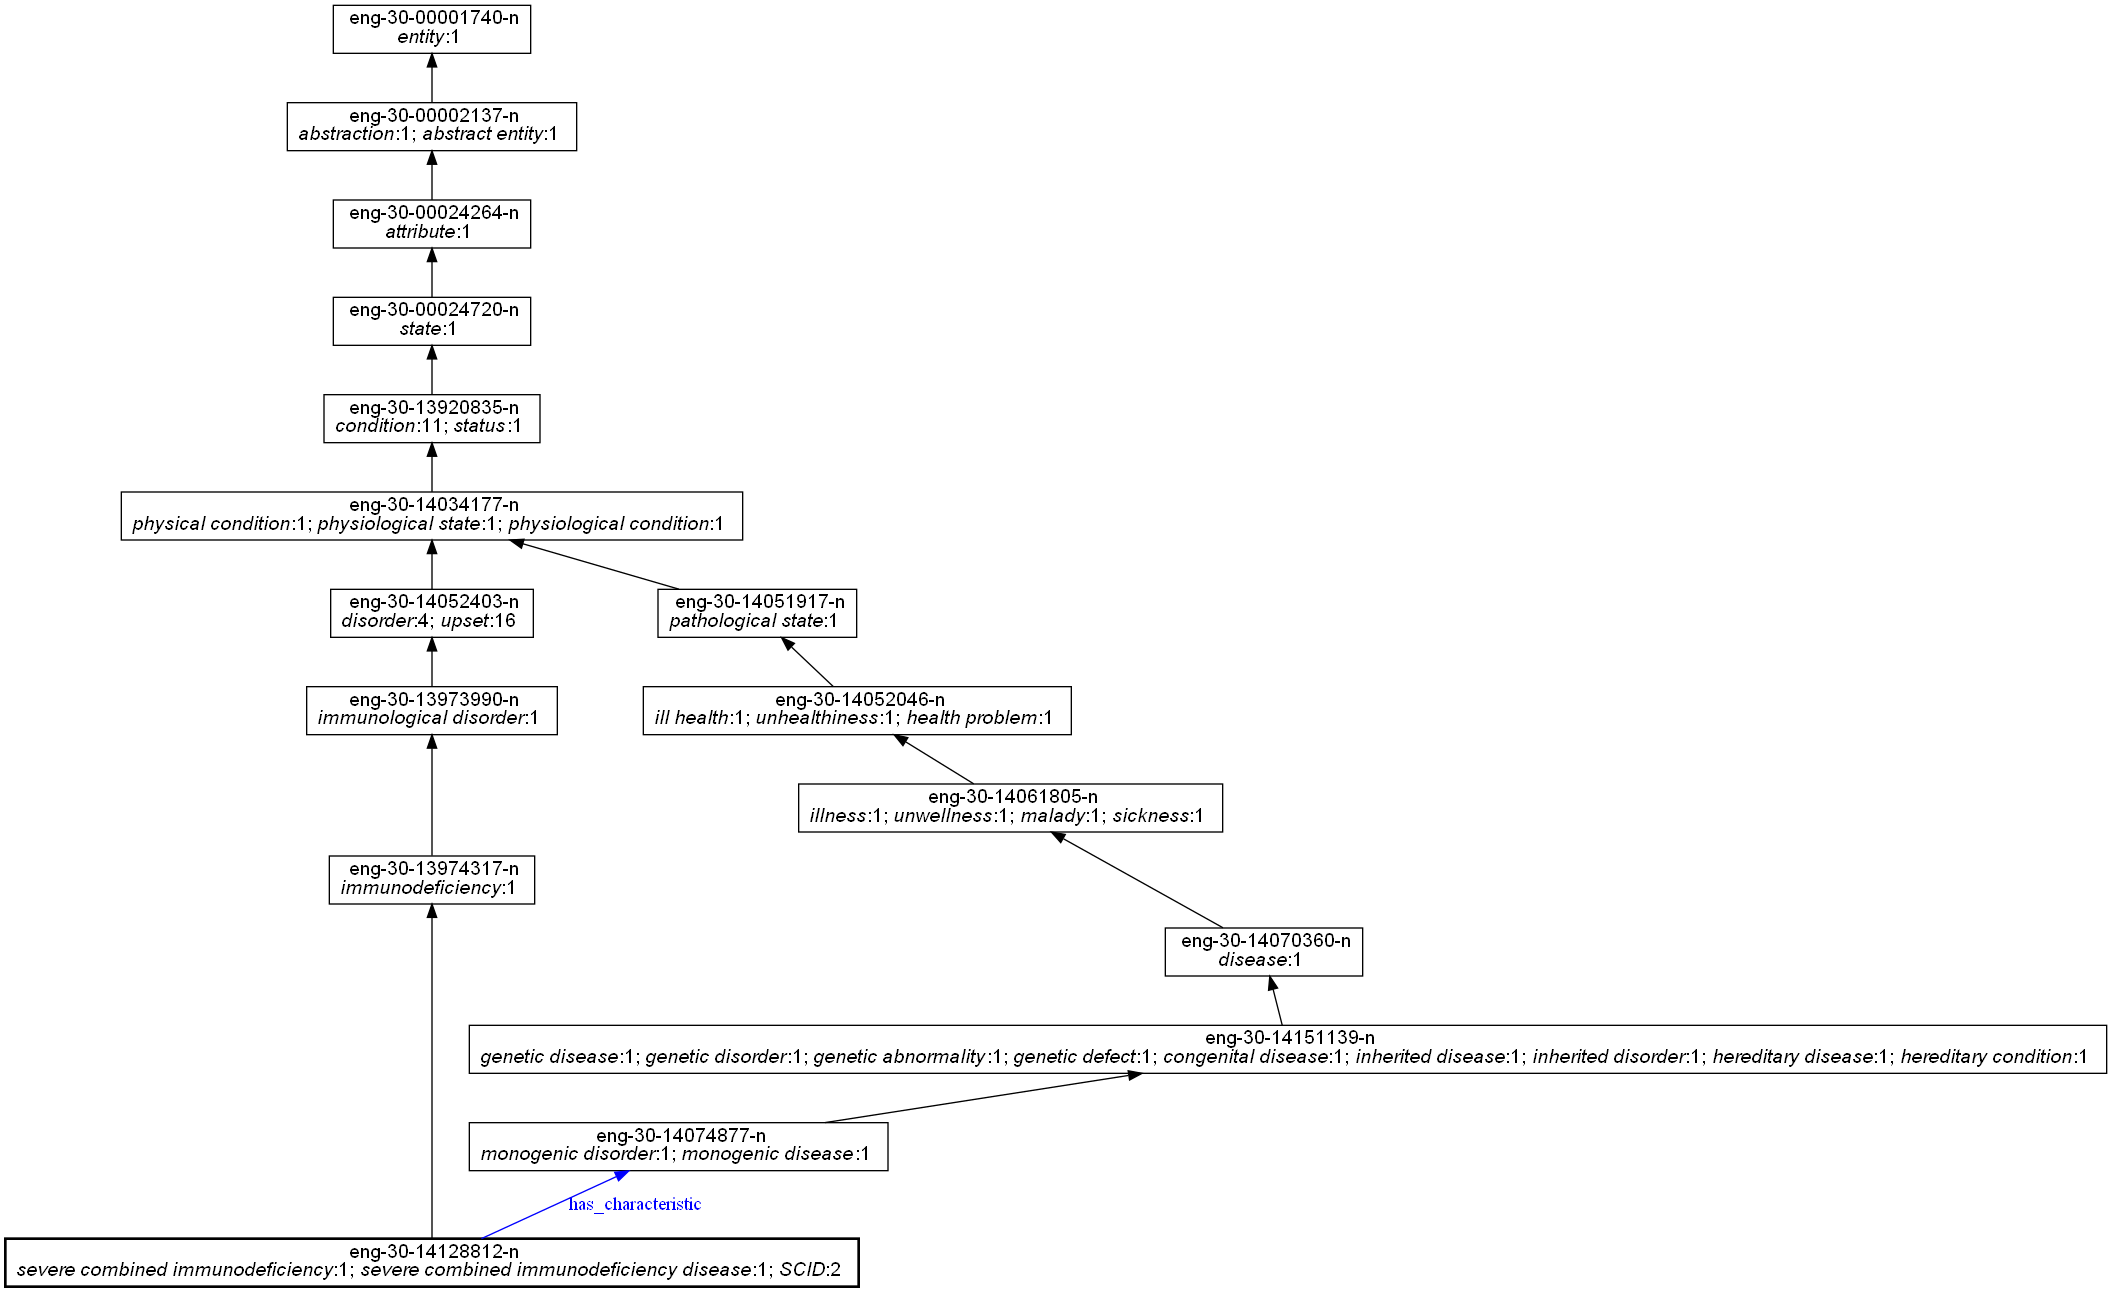 eng-30-00001740-n
entity:1
eng-30-00002137-n
abstraction:1; abstract entity:1
eng-30-00024264-n
attribute:1
eng-30-00024720-n
state:1
eng-30-13920835-n
condition:11; status:1
eng-30-14034177-n
physical condition:1; physiological state:1; physiological condition:1
eng-30-14052403-n
disorder:4; upset:16
eng-30-14051917-n
pathological state:1
eng-30-13973990-n
immunological disorder:1
eng-30-14052046-n
ill health:1; unhealthiness:1; health problem:1
eng-30-14061805-n
illness:1; unwellness:1; malady:1; sickness:1
eng-30-13974317-n
immunodeficiency:1
eng-30-14070360-n
disease:1
eng-30-14151139-n
genetic disease:1; genetic disorder:1; genetic abnormality:1; genetic defect:1; congenital disease:1; inherited disease:1; inherited disorder:1; hereditary disease:1; hereditary condition:1
eng-30-14074877-n
monogenic disorder:1; monogenic disease:1
has_characteristic
eng-30-14128812-n
severe combined immunodeficiency:1; severe combined immunodeficiency disease:1; SCID:2